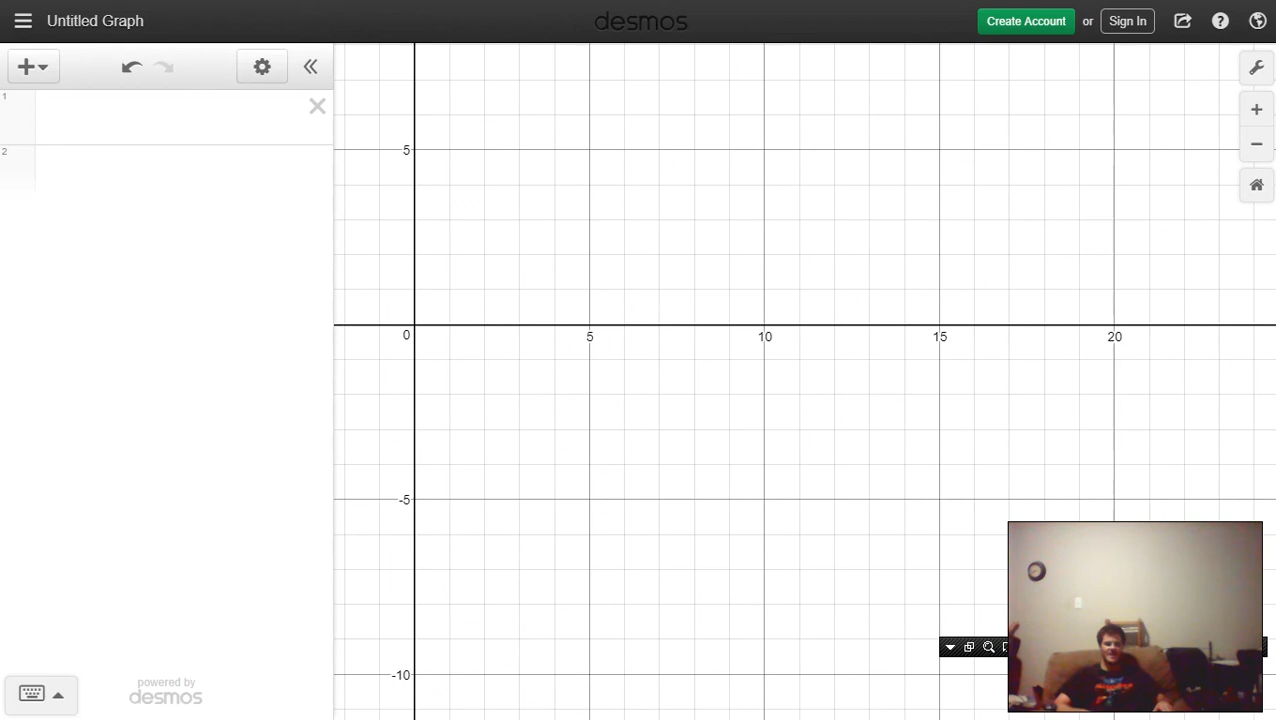 Untitled Graph
desmos
Create Account or Sign In
1
2
5
0
5
10
15
20
-5
-10
powered by
desmos